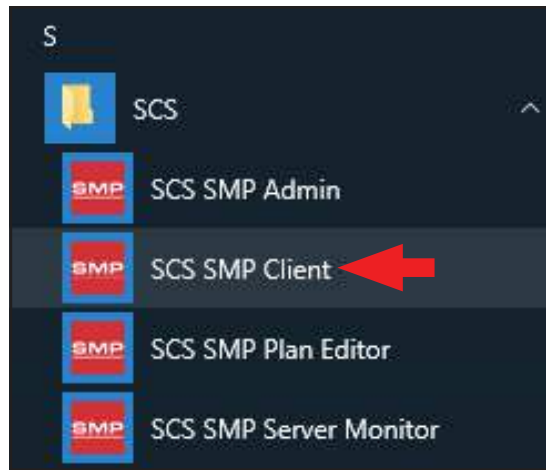 S
SCS
SMP SCS SMP Admin
SMP SCS SMP Client
SMP SCS SMP Plan Editor
SMP SCS SMP Server Monitor